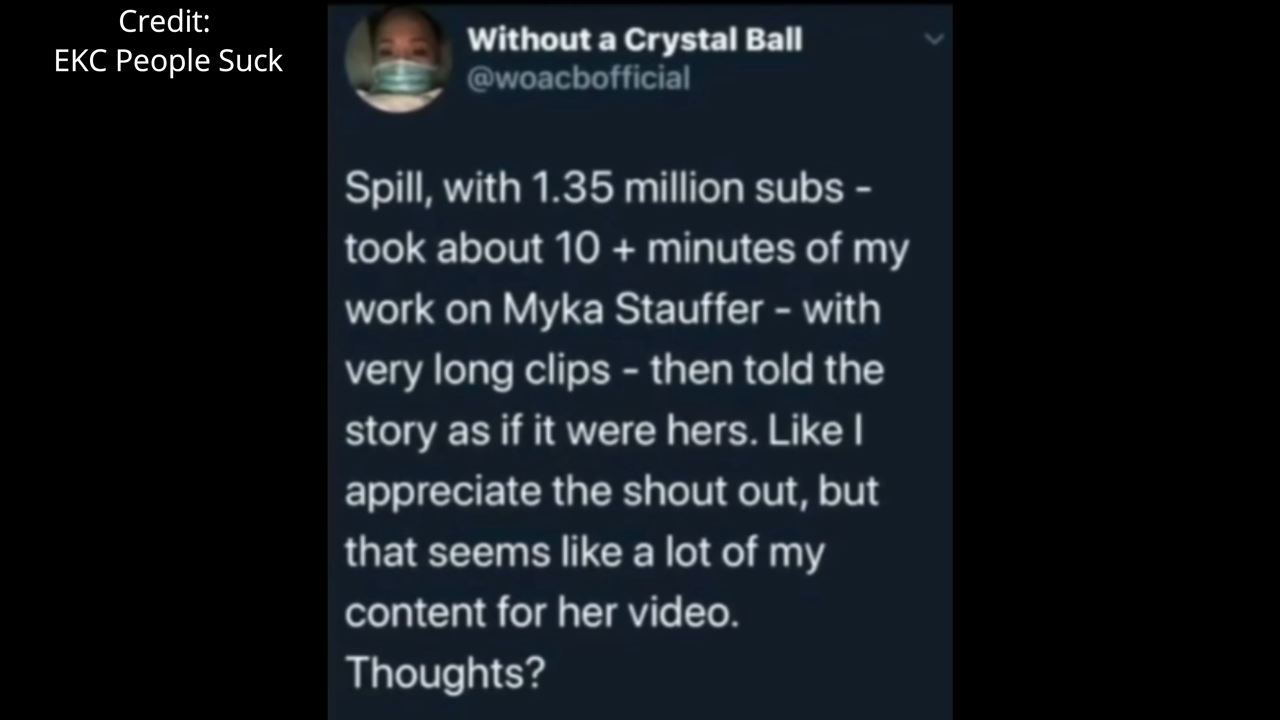 Credit:
EKC People Suck
Without a Crystal Ball
@woacbofficial
Spill, with 1.35 million subs -
took about 10 + minutes of my
work on Myka Stauffer - with
very long clips - then told the
story as if it were hers. Like I
appreciate the shout out, but
that seems like a lot of my
content for her video.
Thoughts?